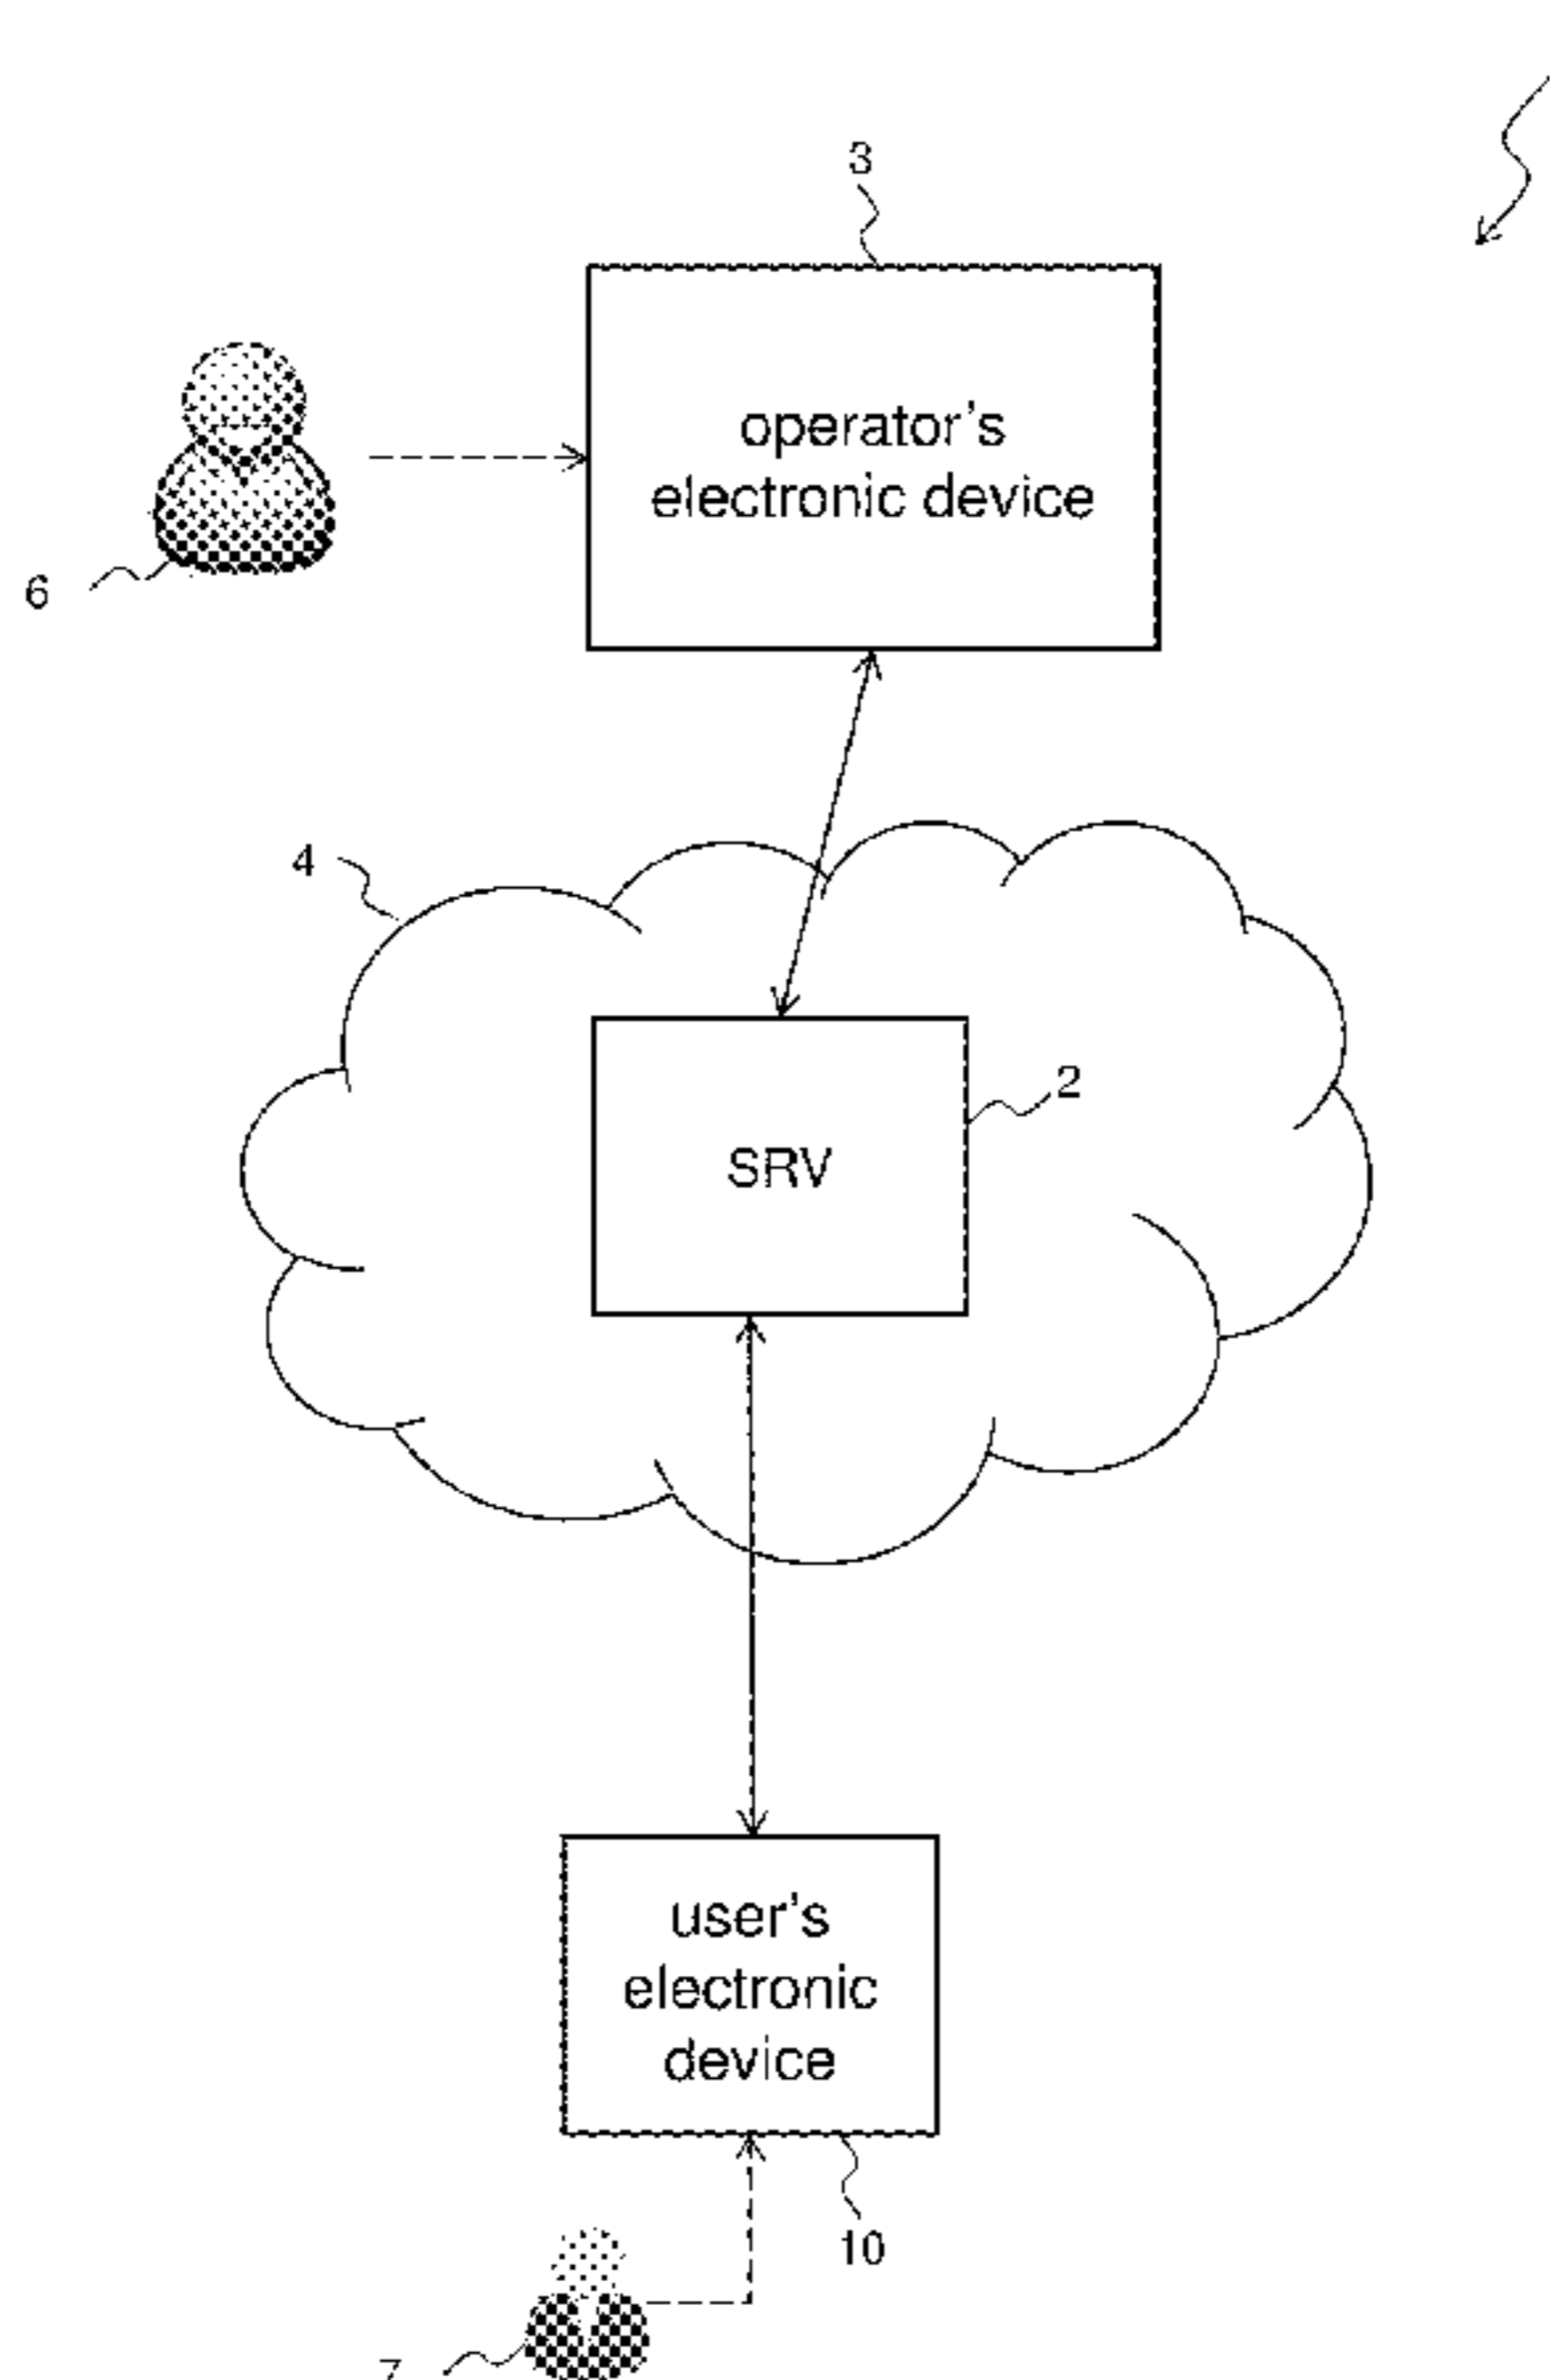 3
operator's
electronic device
6
4
2
SRV
user's
electronic
device
10
7